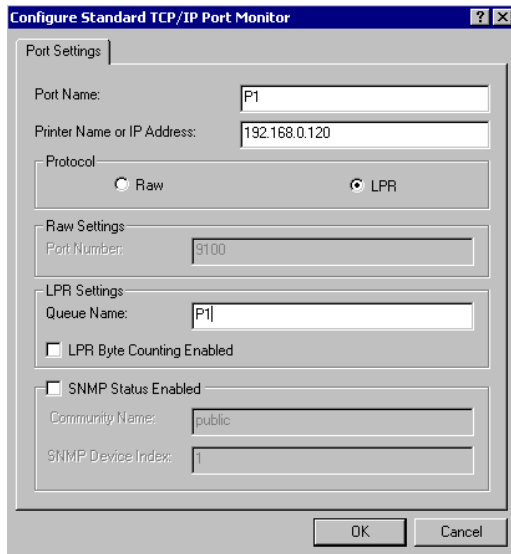 Configure Standard TCP/IP Port Monitor
Port Settings
Port Name: P1
Printer Name or IP Address: 192.168.0.120
Protocol
Raw LPR
Raw Settings
Port Number: 9100
LPR Settings
Queue Name: P1
LPR Byte Counting Enabled
SNMP Status Enabled
Community Name: public
SNMP Device Index: 1
OK Cancel